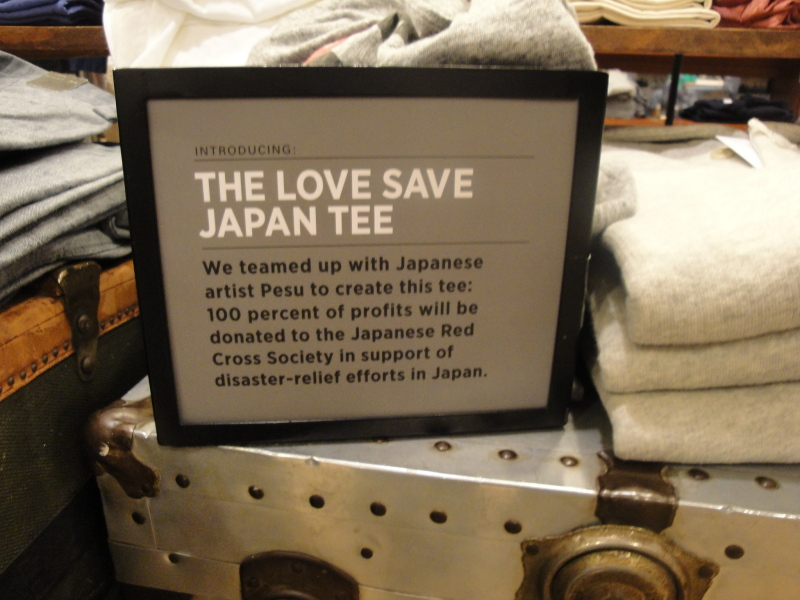 INTRODUCING:
THE LOVE SAVE
JAPAN TEE
We teamed up with Japanese
artist Pesu to create this tee:
100 percent of profits will be
donated to the Japanese Red
Cross Society in support of
disaster-relief efforts in Japan.